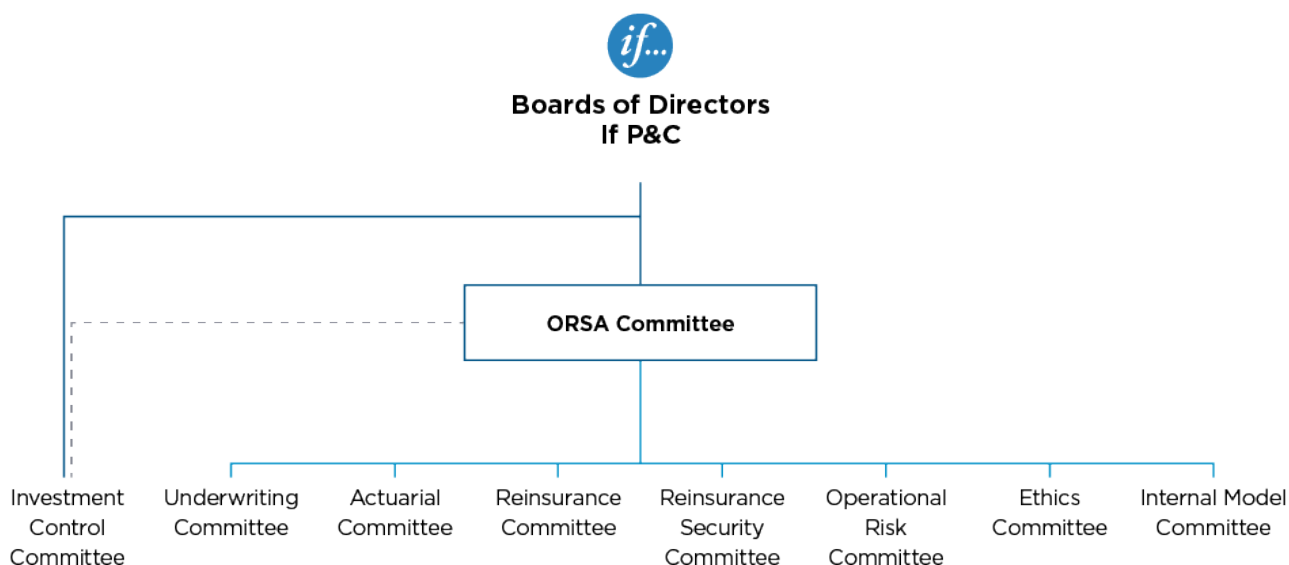 if...
Boards of Directors
If P&C
ORSA Committee
Investment
Control
Committee
Underwriting
Committee
Actuarial
Committee
Reinsurance
Committee
Reinsurance
Security
Committee
Operational
Risk
Committee
Ethics
Committee
Internal Model
Committee